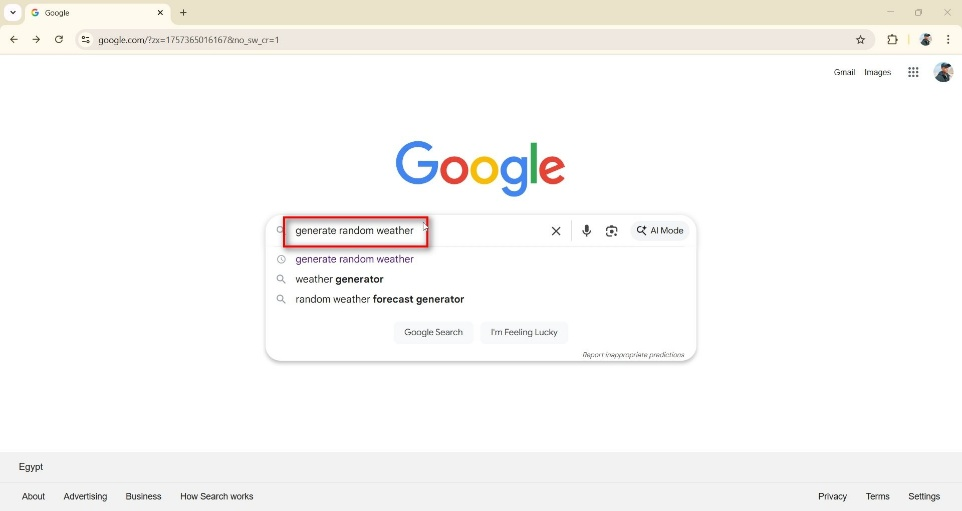 Google
google.com/?zx=1757365016167&no_sw_cr=1
Gmail Images
Google
generate random weather AI Mode
generate random weather
weather generator
random weather forecast generator
Google Search I'm Feeling Lucky
Report inappropriate predictions
Egypt
About Advertising Business How Search works Privacy Terms Settings